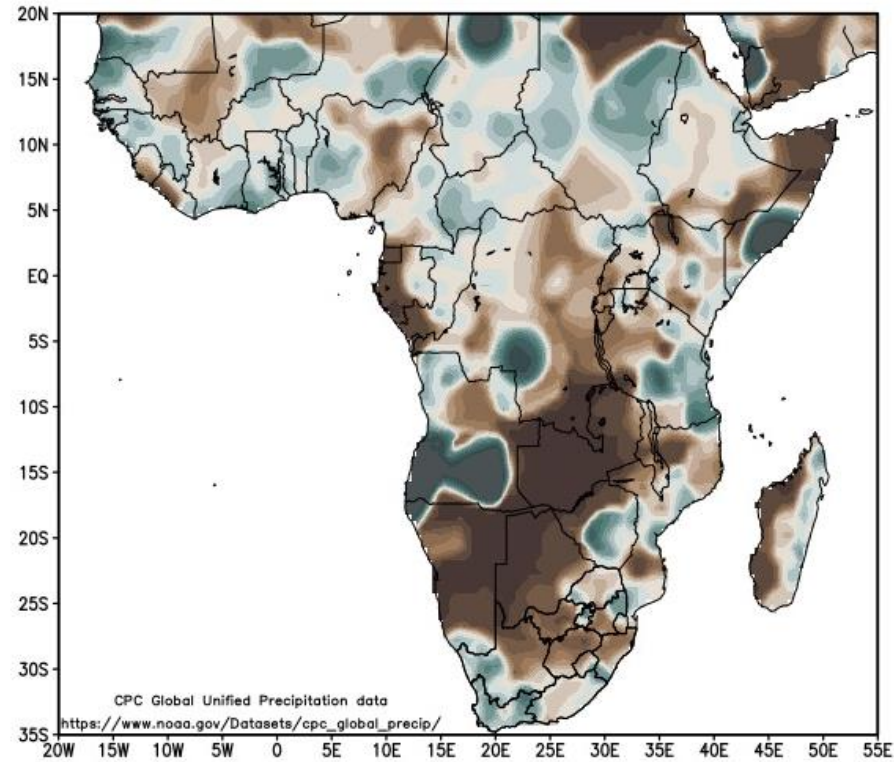 20N
15N
10N
5N
EQ
5S
10S
15S
20S
25S
30S
35S
CPC Global Unified Precipitation data
https://www.noaa.gov/Datasets/cpc_global_precip/
20W 15W 10W 5W 0 5E 10E 15E 20E 25E 30E 35E 40E 45E 50E 55E